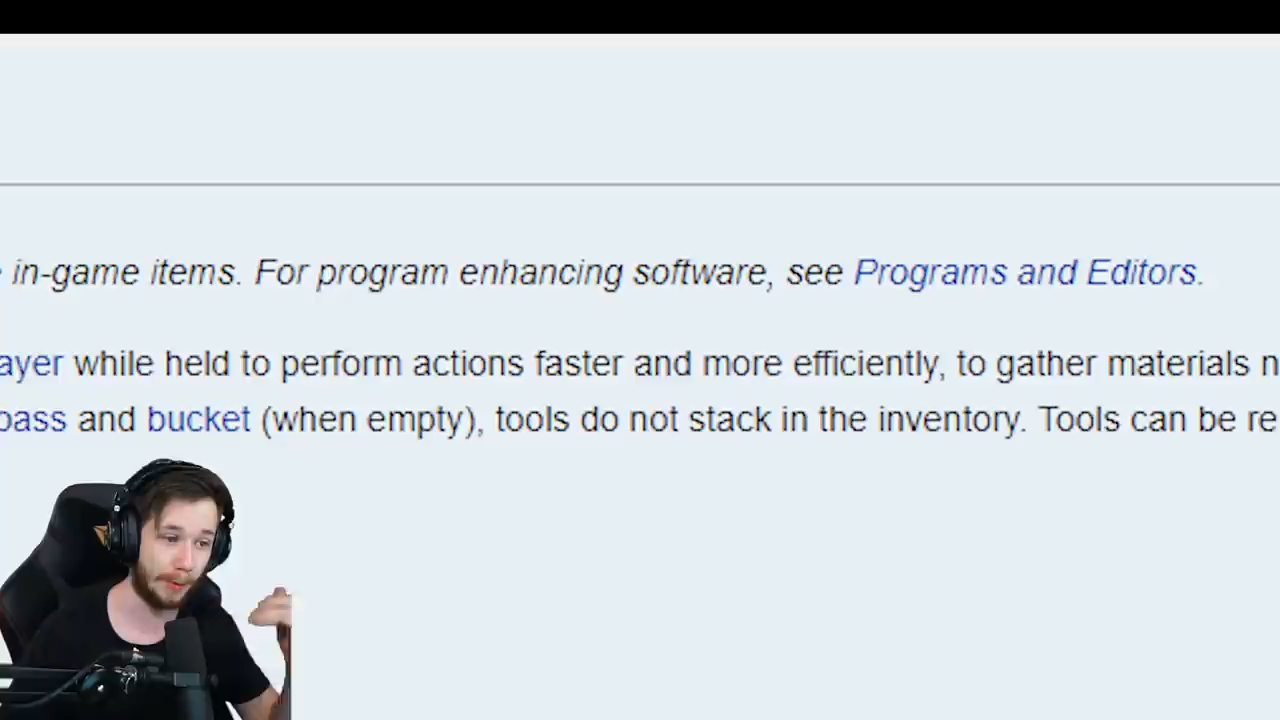 in-game items. For program enhancing software, see Programs and Editors.
ayer while held to perform actions faster and more efficiently, to gather materials n
pass and bucket (when empty), tools do not stack in the inventory. Tools can be re